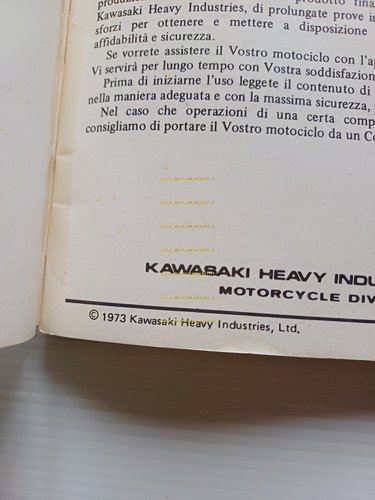 Kawasaki Heavy Industries, di prolungate prove i
sforzi per ottenere e mettere a disposizione
affidabilità e sicurezza.
Se vorrete assistere il Vostro motociclo con l'a
Vi servirà per lungo tempo con Vostra soddisfazion
Prima di iniziarne l'uso leggete il contenuto di
nella maniera adeguata e con la massima sicurezza,
Nel caso che operazioni di una certa comp
consigliamo di portare il Vostro motociclo da un Co
KAWASAKI HEAVY INDU
MOTORCYCLE DIV
© 1973 Kawasaki Heavy Industries, Ltd.